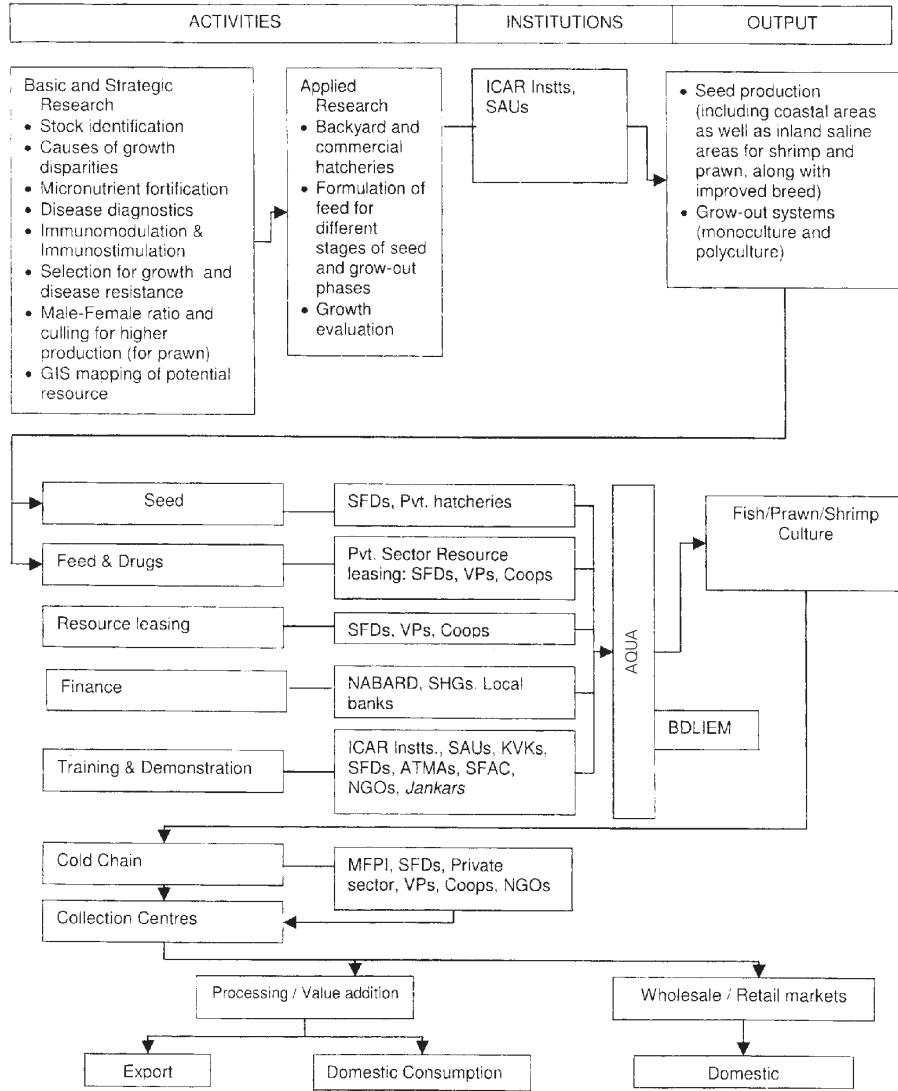 ACTIVITIES
INSTITUTIONS
OUTPUT
Basic and Strategic
Research
• Stock identification
• Causes of growth
disparities
• Micronutrient fortification
• Disease diagnostics
• Immunomodulation &
Immunostimulation
• Selection for growth and
disease resistance
• Male-Female ratio and
culling for higher
production (for prawn)
• GIS mapping of potential
resource
Applied
Research
• Backyard and
commercial
hatcheries
• Formulation of
feed for
different
stages of seed
and grow-out
phases
• Growth
evaluation
ICAR Instts,
SAUs
• Seed production
(including coastal areas
as well as inland saline
areas for shrimp and
prawn, along with
improved breed)
• Grow-out systems
(monoculture and
polyculture)
Seed
SFDs, Pvt. hatcheries
Feed & Drugs
Pvt. Sector Resource
leasing: SFDs, VPs, Coops
Resource leasing
SFDs, VPs, Coops
Finance
NABARD, SHGs. Local
banks
Training & Demonstration
ICAR Instts., SAUs, KVKs,
SFDs, ATMAs, SFAC,
NGOs, Jankars
AQUA
BDLIEM
Fish/Prawn/Shrimp
Culture
Cold Chain
MFPI, SFDs, Private
sector, VPs, Coops, NGOs
Collection Centres
Processing / Value addition
Wholesale / Retail markets
Export
Domestic Consumption
Domestic